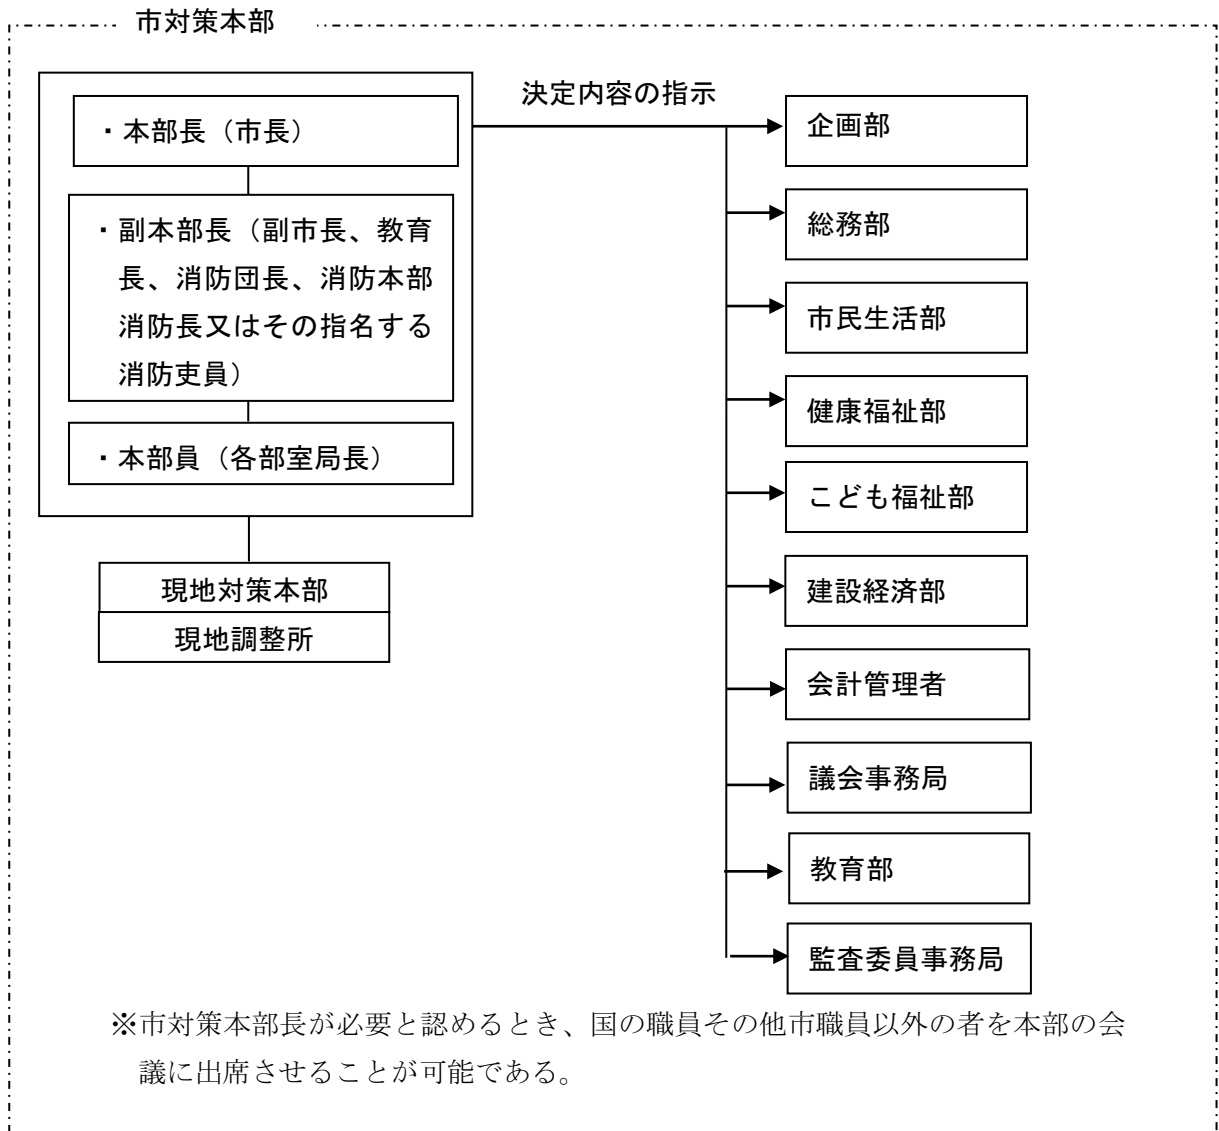 市対策本部
・本部長（市長）
・副本部長（副市長、教育
長、消防団長、消防本部
消防長又はその指名する
消防吏員）
・本部員（各部室局長）
現地対策本部
現地調整所
決定内容の指示
企画部
総務部
市民生活部
健康福祉部
こども福祉部
建設経済部
会計管理者
議会事務局
教育部
監査委員事務局
※市対策本部長が必要と認めるとき、国の職員その他市職員以外の者を本部の会
議に出席させることが可能である。